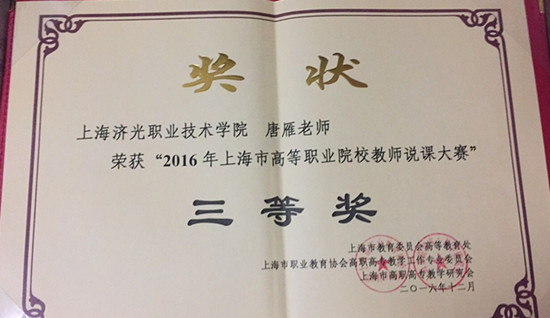 奖状
上海济光职业技术学院 唐雁老师
荣获“2016年上海市高等职业院校教师说课大赛”
三等奖
上海市教育委员会高等教育处
上海市职业教育协会高职高专教学工作专业委员会
上海市高职高专教学研究会
二〇一六年十二月